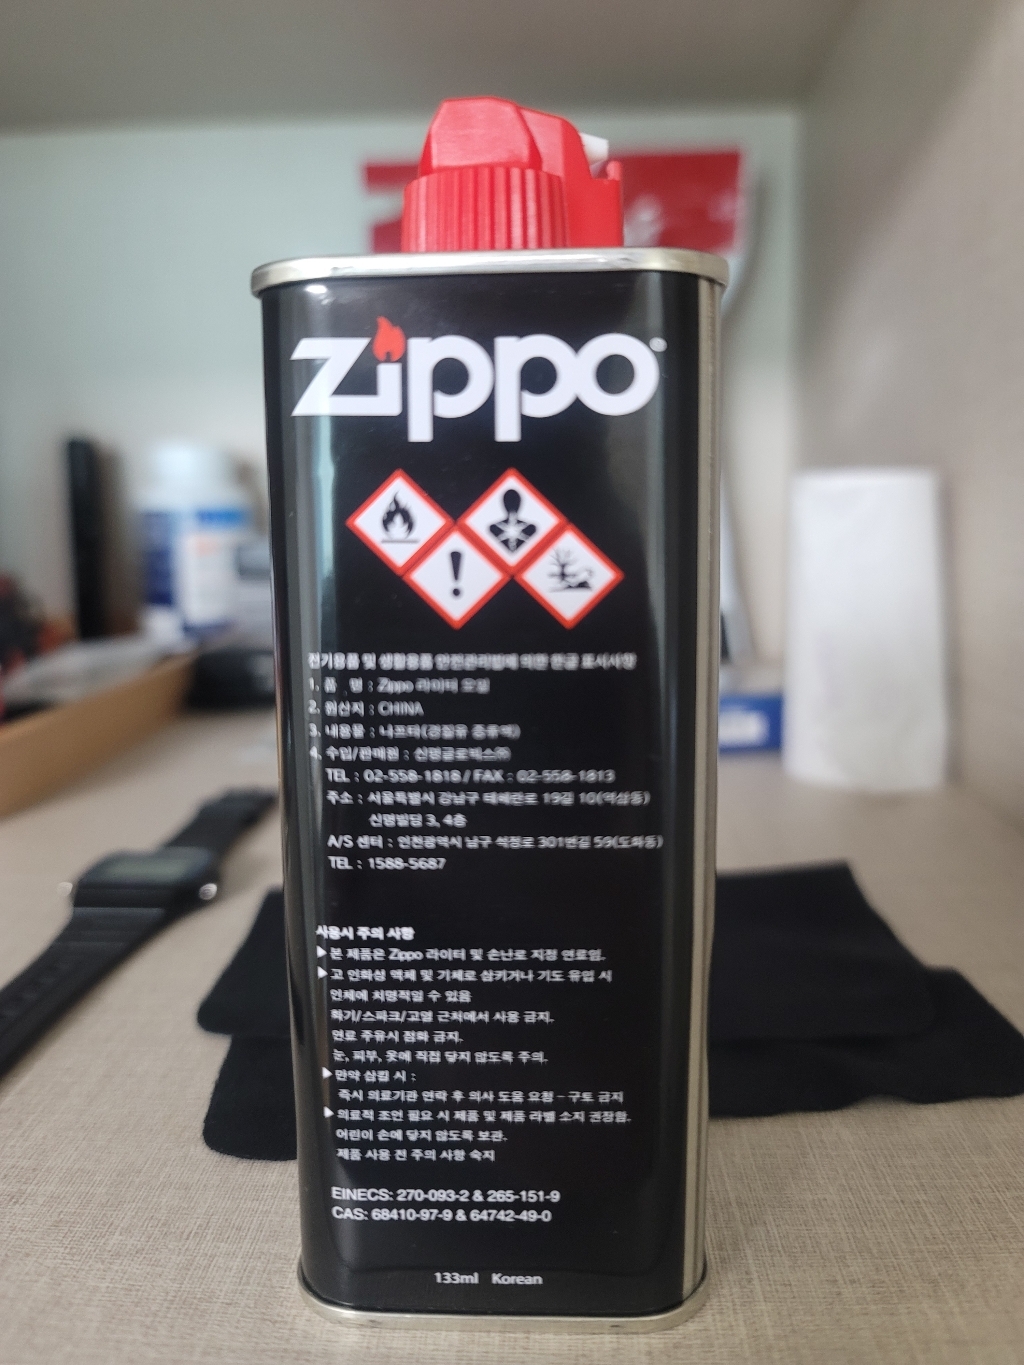 zippo
전기용품 및 생활용품 안전관리법에 의한 한글 표시사항
1. 품 명 : Zippo 라이터 오일
2. 원산지 : CHINA
3. 내용물 : 나프타(경질유 증류액)
4. 수입/판매원 : 신명글로빅스㈜
TEL : 02-558-1818 / FAX : 02-558-1813
주소 : 서울특별시 강남구 테헤란로 19길 10(역삼동)
신명빌딩 3, 4층
A/S 센터 : 인천광역시 남구 석정로 301번길 59(도화동)
TEL : 1588-5687
사용시 주의 사항
▶본 제품은 Zippo 라이터 및 손난로 지정 연료임.
▶고 인화성 액체 및 기체로 삼키거나 기도 유입 시
인체에 치명적일 수 있음
화기/스파크/고열 근처에서 사용 금지.
연료 주유시 점화 금지.
눈, 피부, 옷에 직접 닿지 않도록 주의.
▶만약 삼킬 시 :
즉시 의료기관 연락 후 의사 도움 요청 - 구토 금지
▶의료적 조언 필요 시 제품 및 제품 라벨 소지 권장함.
어린이 손에 닿지 않도록 보관.
제품 사용 전 주의 사항 숙지
EINECS: 270-093-2 & 265-151-9
CAS: 68410-97-9 & 64742-49-0
133ml Korean